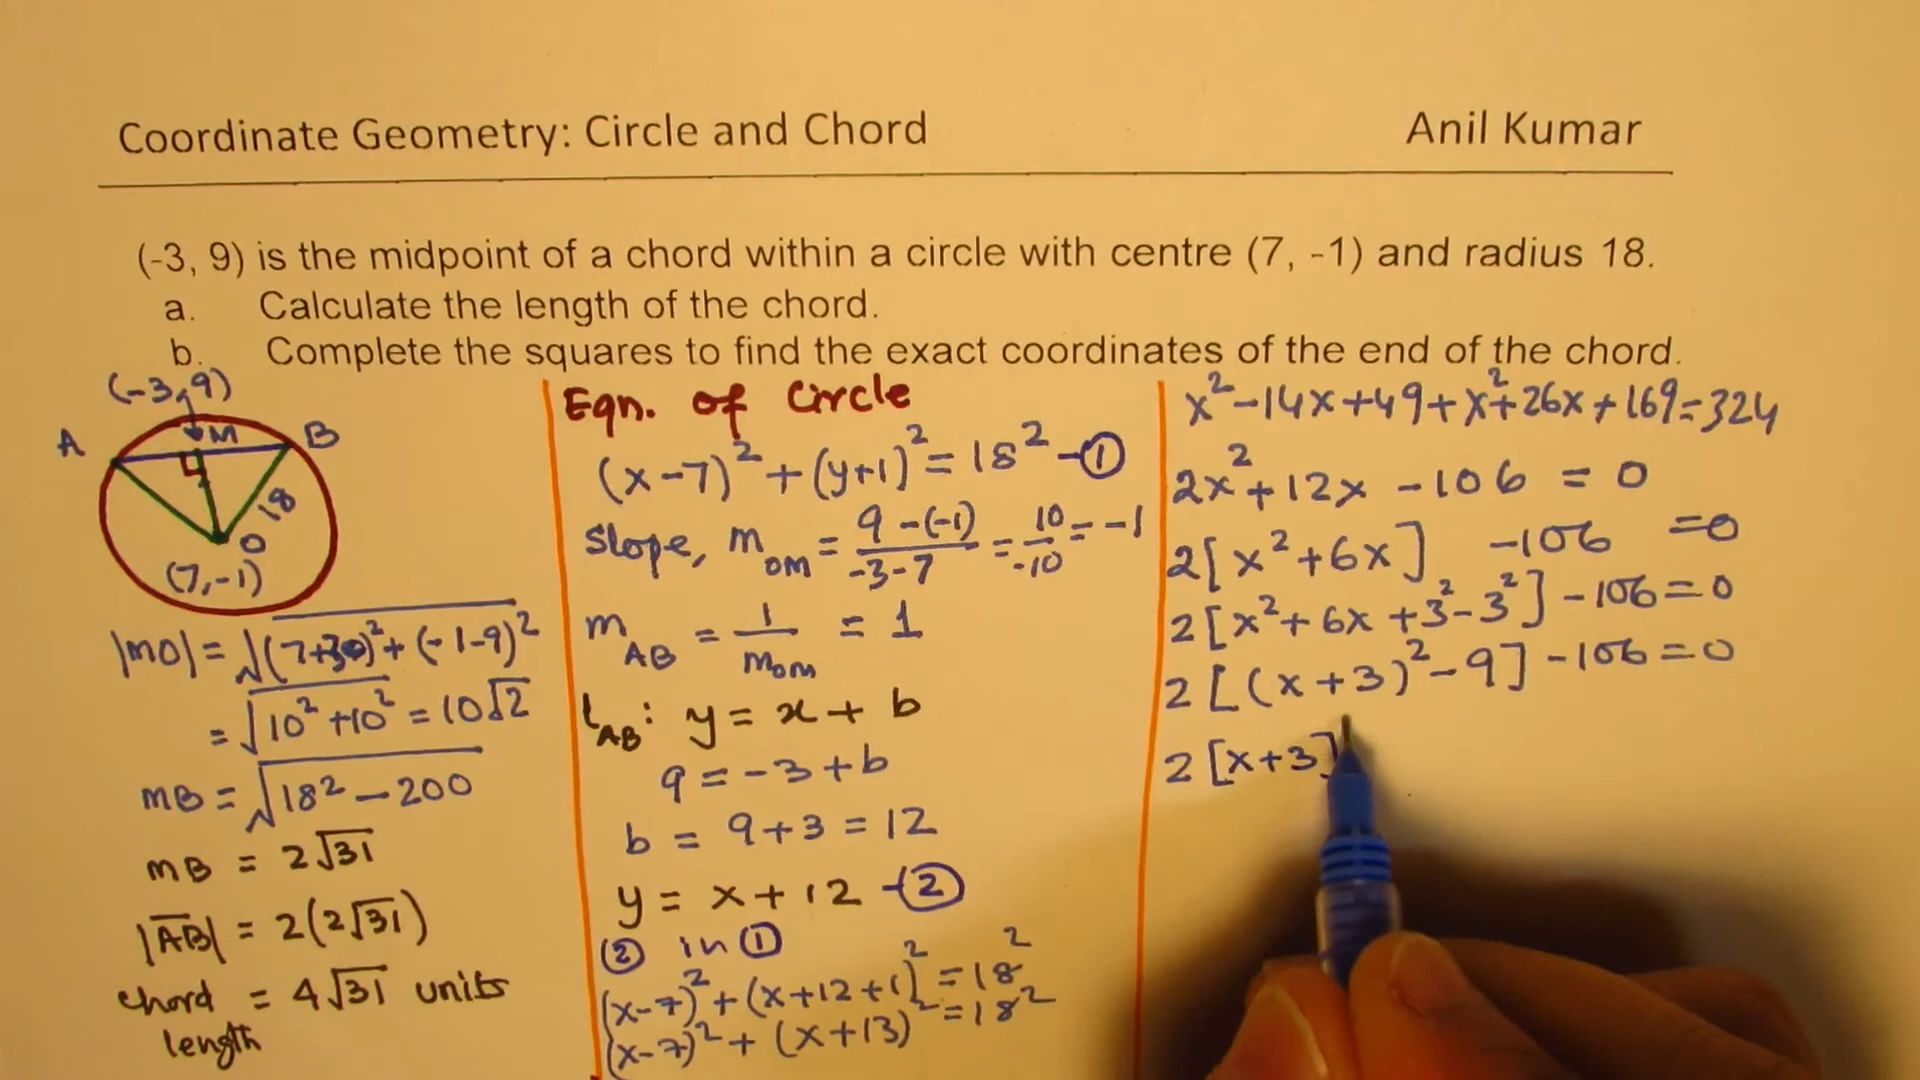 Coordinate Geometry: Circle and Chord
Anil Kumar
(-3, 9) is the midpoint of a chord within a circle with centre (7, -1) and radius 18.
a. Calculate the length of the chord.
b. Complete the squares to find the exact coordinates of the end of the chord.
(-3, 9)
A M B
18
O
(7, -1)
|MO| = √(7+3)² + (-1-9)²
= √10² + 10² = 10√2
MB = √18² - 200
MB = 2√31
|AB| = 2(2√31)
chord = 4√31 units
length
Eqn. of Circle
(x-7)² + (y+1)² = 18² -①
Slope, m_OM = 9-(-1)/-3-7 = 10/-10 = -1
m_AB = 1/m_OM = 1
L_AB: y = x + b
9 = -3 + b
b = 9 + 3 = 12
y = x + 12 -②
② in ①
(x-7)² + (x+12+1)² = 18²
(x-7)² + (x+13)² = 18²
x² - 14x + 49 + x² + 26x + 169 = 324
2x² + 12x - 106 = 0
2[x² + 6x] - 106 = 0
2[x² + 6x + 3² - 3²] - 106 = 0
2[(x+3)² - 9] - 106 = 0
2[x+3]